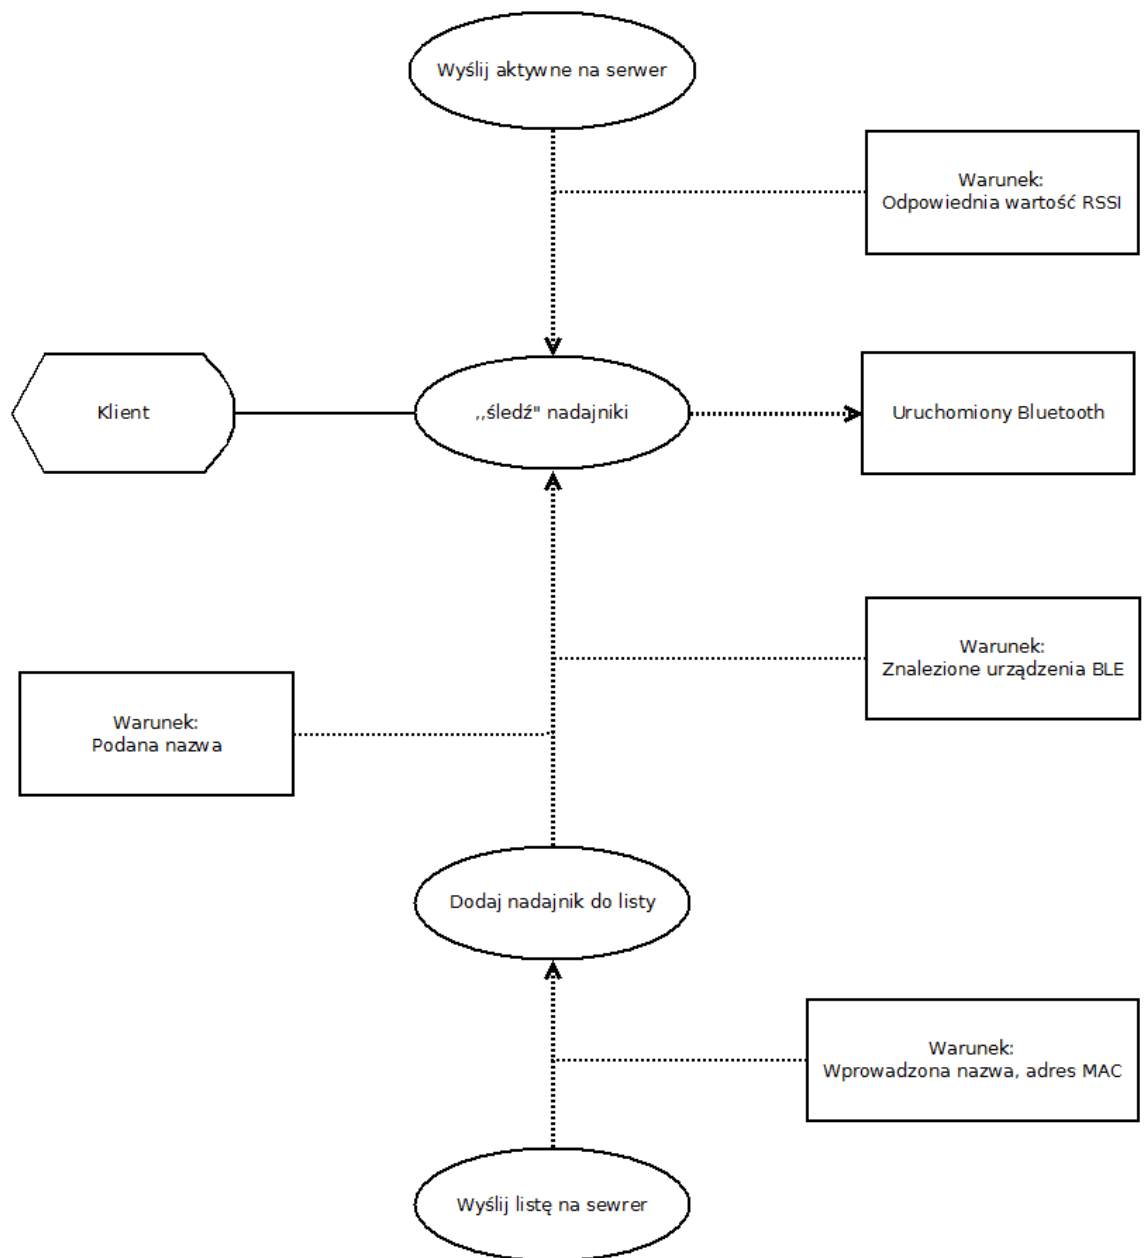 Wyślij aktywne na serwer
Warunek:
Odpowiednia wartość RSSI
Klient
,,śledź" nadajniki
Uruchomiony Bluetooth
Warunek:
Znalezione urządzenia BLE
Warunek:
Podana nazwa
Dodaj nadajnik do listy
Warunek:
Wprowadzona nazwa, adres MAC
Wyślij listę na sewrer